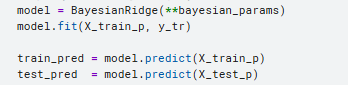 model = BayesianRidge(**bayesian_params)
model.fit(X_train_p, y_tr)
train_pred = model.predict(X_train_p)
test_pred  = model.predict(X_test_p)